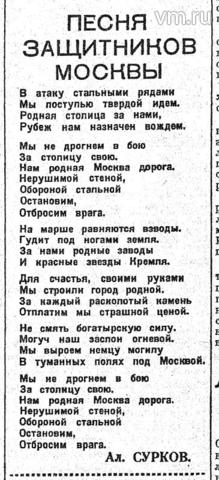 vm.ru
ПЕСНЯ
ЗАЩИТНИКОВ
МОСКВЫ
В атаку стальными рядами
Мы поступью твердой идем.
Родная столица за нами,
Рубеж нам назначен вождем.
Мы не дрогнем в бою
За столицу свою.
Нам родная Москва дорога.
Нерушимой стеной,
Обороной стальной
Остановим,
Отбросим врага.
На марше равняются взводы.
Гудит под ногами земля.
За нами родные заводы
И красные звезды Кремля.
Для счастья, своими руками
Мы строили город родной.
За каждый расколотый камень
Отплатим мы страшной ценой.
Не смять богатырскую силу.
Могуч наш заслон огневой.
Мы выроем немцу могилу
В туманных полях под Москвой.
Мы не дрогнем в бою
За столицу свою.
Нам родная Москва дорога.
Нерушимой стеной,
Обороной стальной
Остановим,
Отбросим врага.
Ал. СУРКОВ.